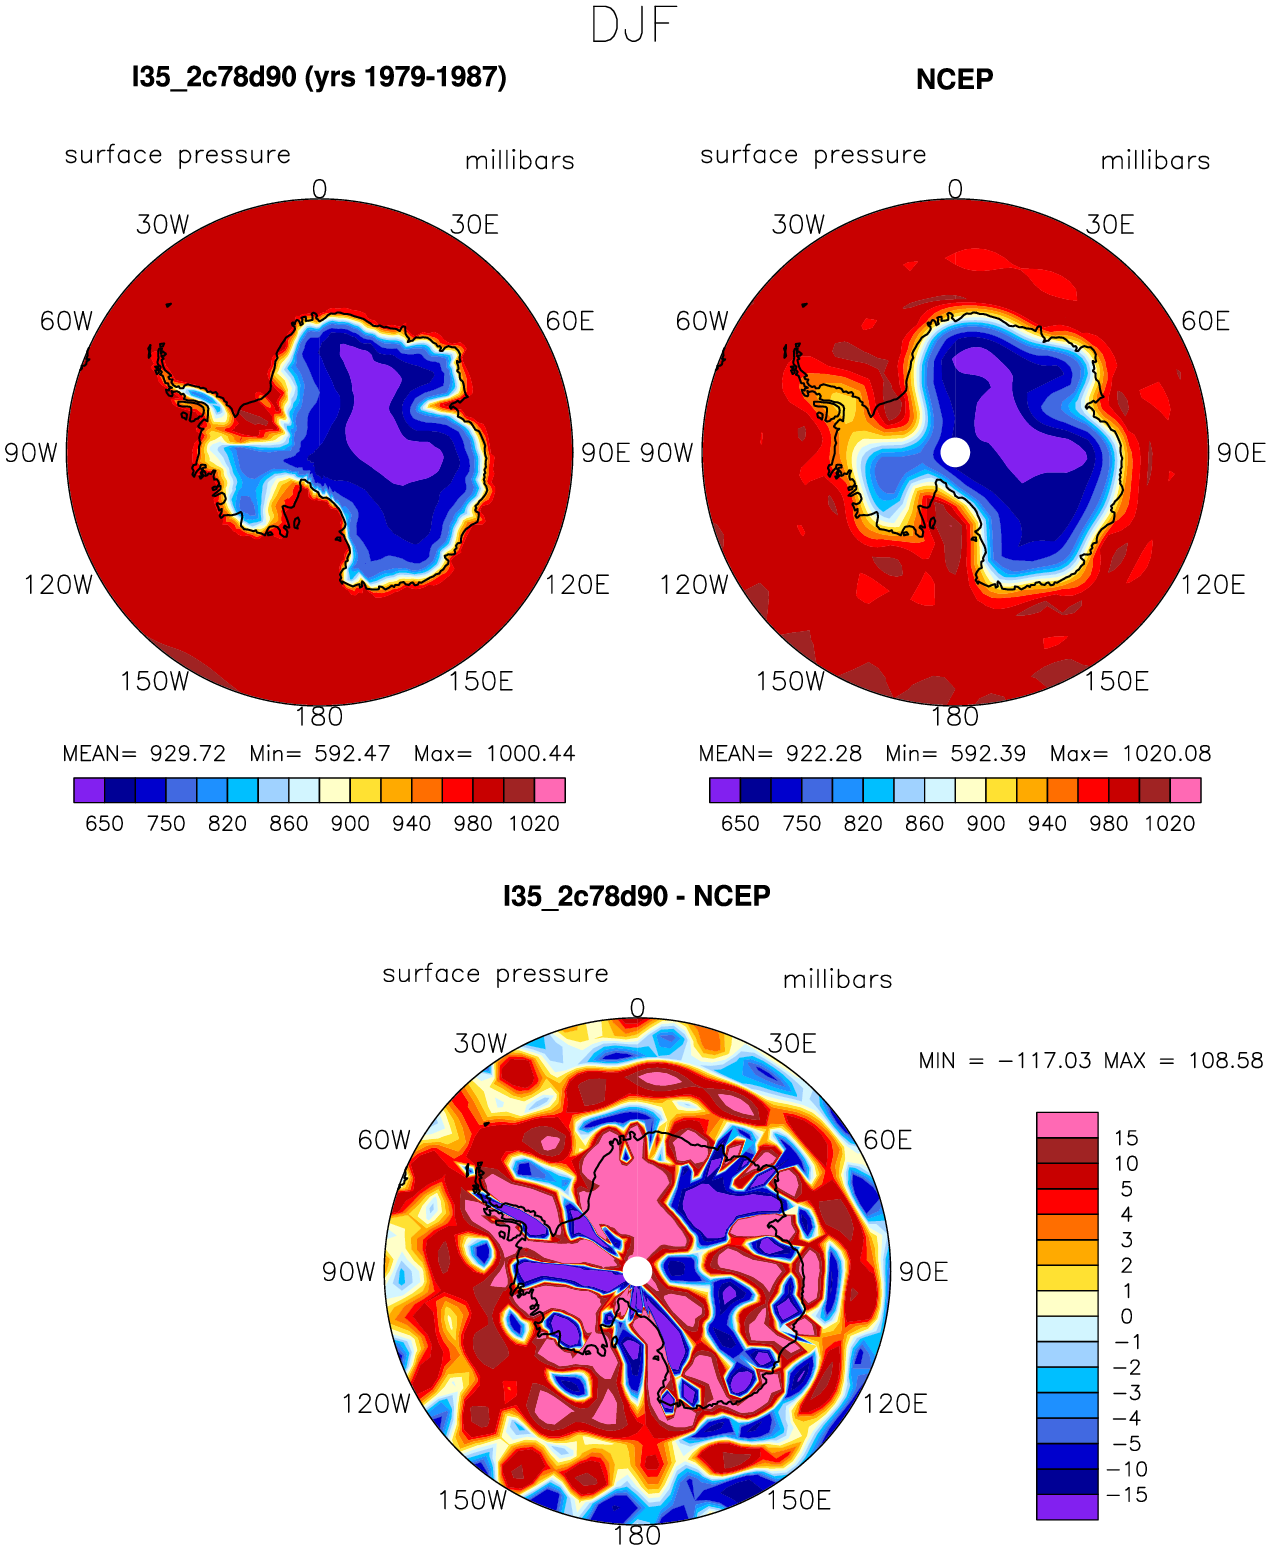 DJF
I35_2c78d90 (yrs 1979-1987)
NCEP
surface pressure millibars
surface pressure millibars
0
30W 30E
60W 60E
90W 90E
120W 120E
150W 150E
180
0
30W 30E
60W 60E
90W 90E
120W 120E
150W 150E
180
MEAN= 929.72 Min= 592.47 Max= 1000.44
650 750 820 860 900 940 980 1020
MEAN= 922.28 Min= 592.39 Max= 1020.08
650 750 820 860 900 940 980 1020
I35_2c78d90 - NCEP
surface pressure millibars
0
30W 30E
60W 60E
90W 90E
120W 120E
150W 150E
180
MIN = -117.03 MAX = 108.58
15
10
5
4
3
2
1
0
-1
-2
-3
-4
-5
-10
-15